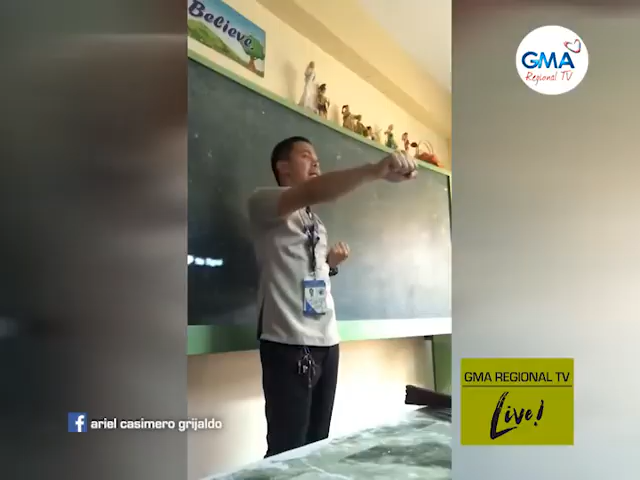 Believe
GMA
Regional TV
GMA REGIONAL TV
Live!
ariel casimero grijaldo